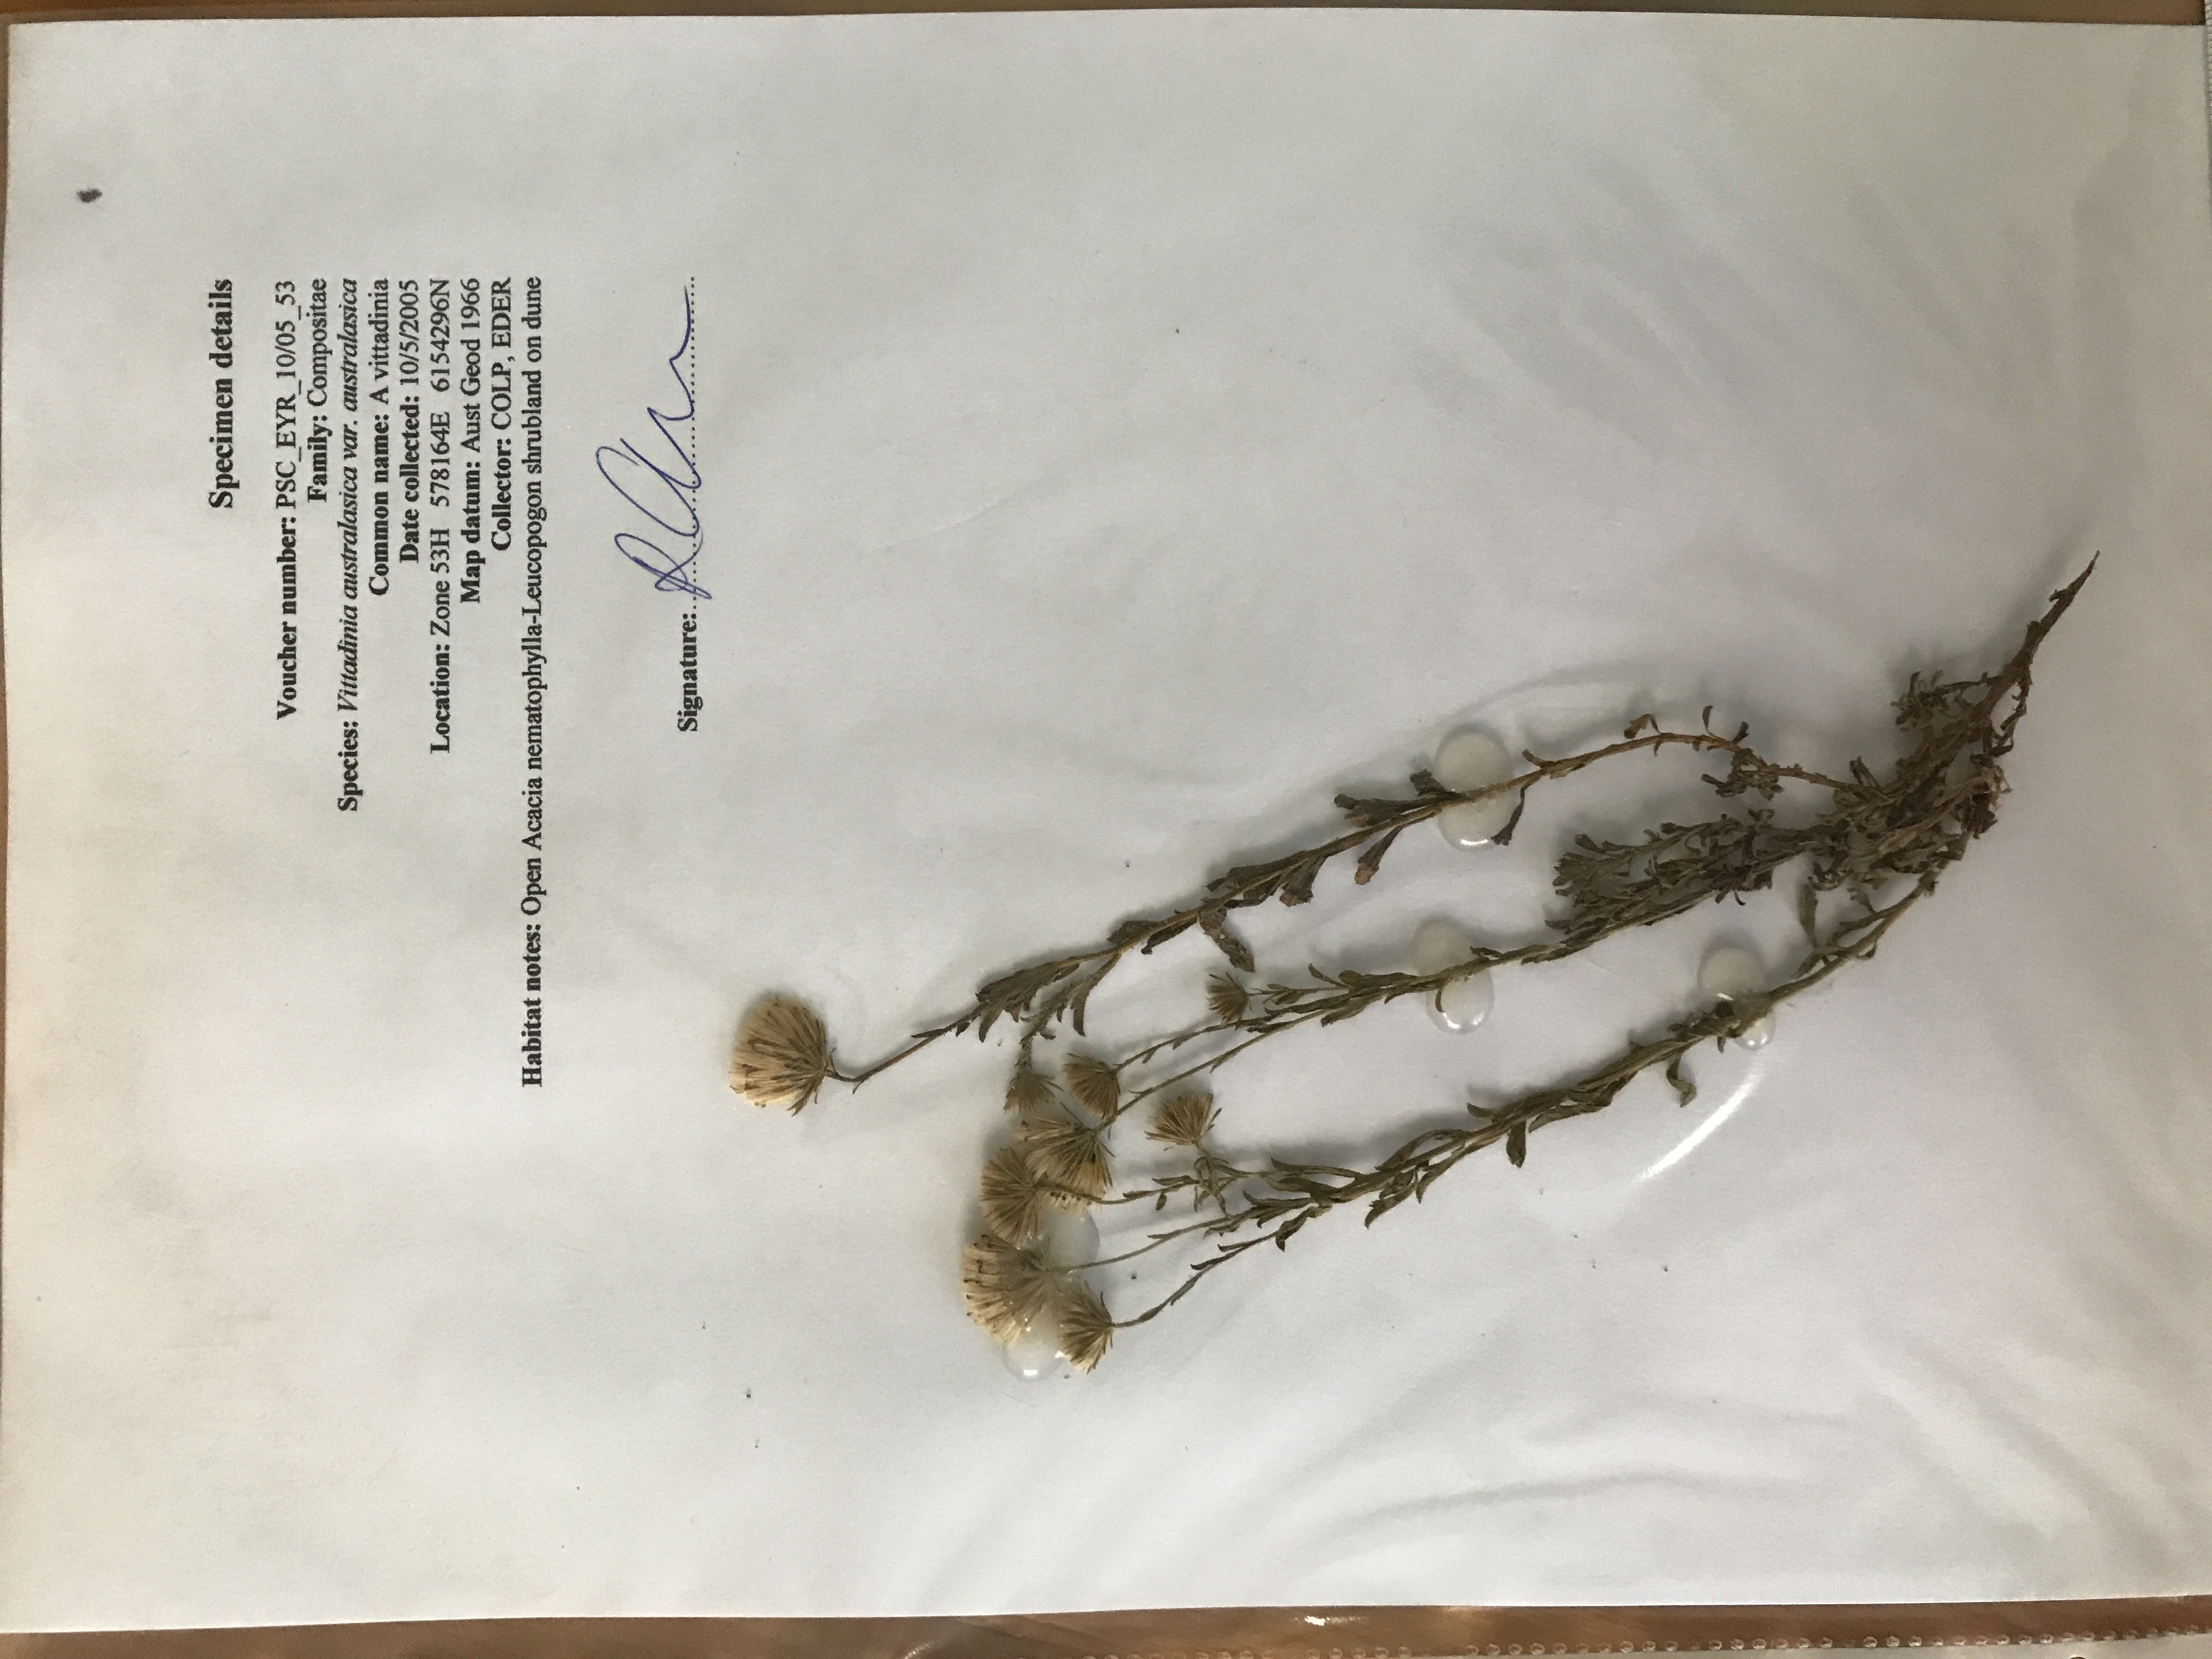 Specimen details
Voucher number: PSC_EYR_10/05_53
Family: Compositae
Species: Vittadinia australasica var. australasica
Common name: A vittadinia
Date collected: 10/5/2005
Location: Zone 53H 578164E 6154296N
Map datum: Aust Geod 1966
Collector: COLP, EDER
Habitat notes: Open Acacia nematophylla-Leucopogon shrubland on dune
Signature: